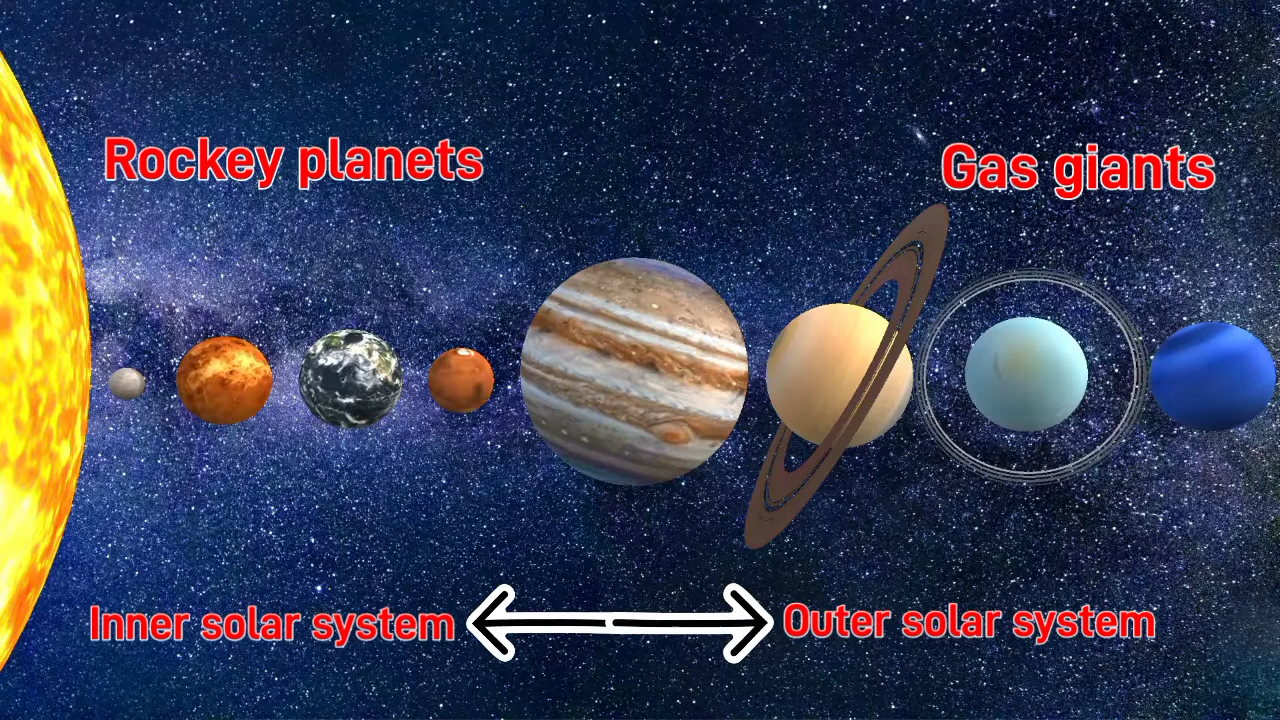 Rockey planets
Gas giants
Inner solar system
Outer solar system